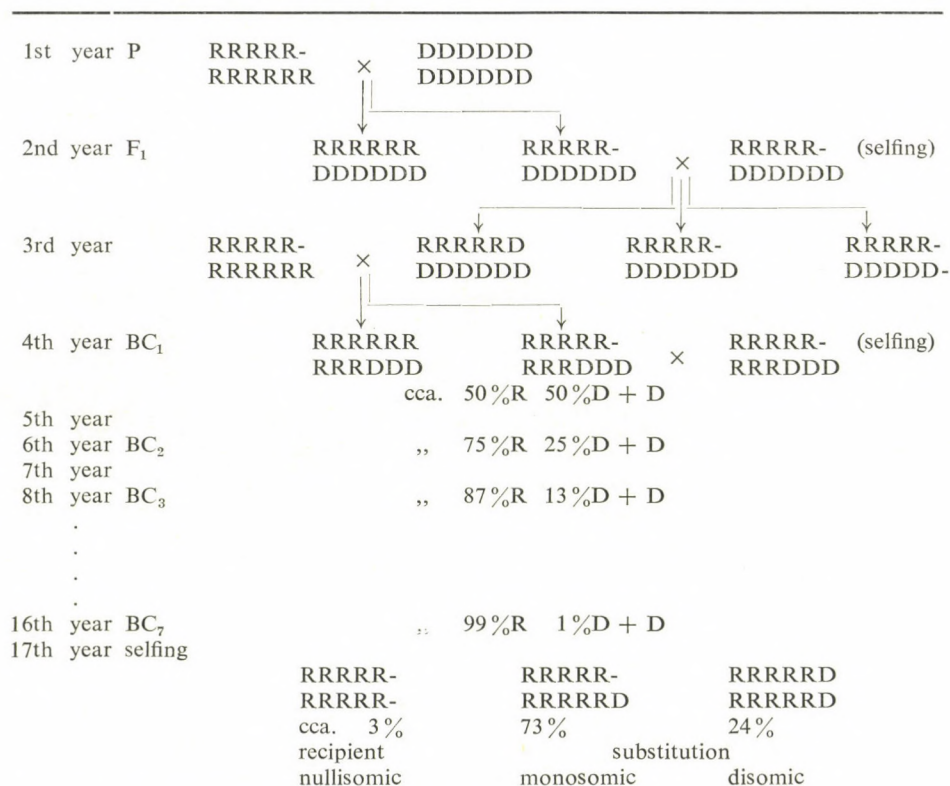 1st year P RRRRR- DDDDDD
RRRRRR × DDDDDD
2nd year F₁ RRRRRR RRRRR- × RRRRR- (selfing)
DDDDDD DDDDDD DDDDDD
3rd year RRRRR- RRRRRD RRRRR- RRRRR-
RRRRRR × DDDDDD DDDDDD DDDDD-
4th year BC₁ RRRRRR RRRRR- RRRRR- (selfing)
RRRDDD RRRDDD × RRRDDD
cca. 50%R 50%D + D
5th year
6th year BC₂ ,, 75%R 25%D + D
7th year
8th year BC₃ ,, 87%R 13%D + D
.
.
.
.
16th year BC₇ ,, 99%R 1%D + D
17th year selfing
RRRRR- RRRRR- RRRRRD
RRRRR- RRRRRD RRRRRD
cca. 3% 73% 24%
recipient substitution
nullisomic monosomic disomic